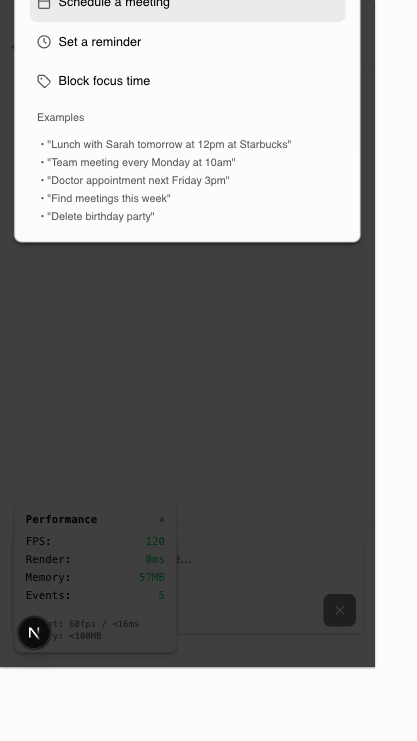 Schedule a meeting
Set a reminder
Block focus time
Examples
• "Lunch with Sarah tomorrow at 12pm at Starbucks"
• "Team meeting every Monday at 10am"
• "Doctor appointment next Friday 3pm"
• "Find meetings this week"
• "Delete birthday party"
Performance ×
FPS: 120
Render: 0ms
Memory: 57MB
Events: 5
et: 60fps / <16ms
y: <100MB
N